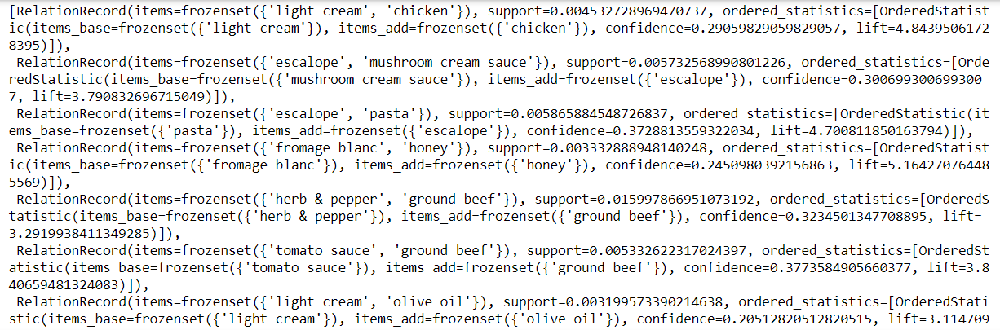 [RelationRecord(items=frozenset({'light cream', 'chicken'}), support=0.004532728969470737, ordered_statistics=[OrderedStatist
ic(items_base=frozenset({'light cream'}), items_add=frozenset({'chicken'}), confidence=0.29059829059829057, lift=4.8439506172
8395)]),
 RelationRecord(items=frozenset({'escalope', 'mushroom cream sauce'}), support=0.005732568990801226, ordered_statistics=[Orde
redStatistic(items_base=frozenset({'mushroom cream sauce'}), items_add=frozenset({'escalope'}), confidence=0.300699300699300
7, lift=3.790832696715049)]),
 RelationRecord(items=frozenset({'escalope', 'pasta'}), support=0.005865884548726837, ordered_statistics=[OrderedStatistic(it
ems_base=frozenset({'pasta'}), items_add=frozenset({'escalope'}), confidence=0.3728813559322034, lift=4.700811850163794)]),
 RelationRecord(items=frozenset({'fromage blanc', 'honey'}), support=0.003332888948140248, ordered_statistics=[OrderedStatist
ic(items_base=frozenset({'fromage blanc'}), items_add=frozenset({'honey'}), confidence=0.2450980392156863, lift=5.16427076448
5569)]),
 RelationRecord(items=frozenset({'herb & pepper', 'ground beef'}), support=0.015997866951073192, ordered_statistics=[OrderedS
tatistic(items_base=frozenset({'herb & pepper'}), items_add=frozenset({'ground beef'}), confidence=0.3234501347708895, lift=
3.2919938411349285)]),
 RelationRecord(items=frozenset({'tomato sauce', 'ground beef'}), support=0.005332622317024397, ordered_statistics=[OrderedSt
atistic(items_base=frozenset({'tomato sauce'}), items_add=frozenset({'ground beef'}), confidence=0.3773584905660377, lift=3.8
40659481324083)]),
 RelationRecord(items=frozenset({'light cream', 'olive oil'}), support=0.003199573390214638, ordered_statistics=[OrderedStati
stic(items_base=frozenset({'light cream'}), items_add=frozenset({'olive oil'}), confidence=0.20512820512820515, lift=3.114709